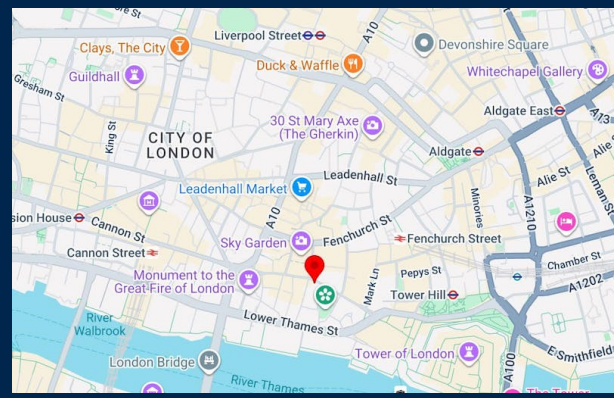 Liverpool Street
A10
Clays, The City
Devonshire Square
Duck & Waffle
Guildhall
Whitechapel Gallery
Gresham St
A13
Aldgate East
King St
30 St Mary Axe
(The Gherkin)
CITY OF
LONDON
Aldgate
Alie St
Alie
Leman St
Leadenhall St
Leadenhall Market
Minories
A1210
sion House
Cannon St
A10
Sky Garden
Fenchurch St
Fenchurch Street
Cannon Street
Chamber St
Monument to the
Great Fire of London
Mark Ln
Pepys St
A1202
Tower Hill
Lower Thames St
River
Walbrook
E Smithfield
London Bridge
Tower of London
A100
River Thames
The Tower